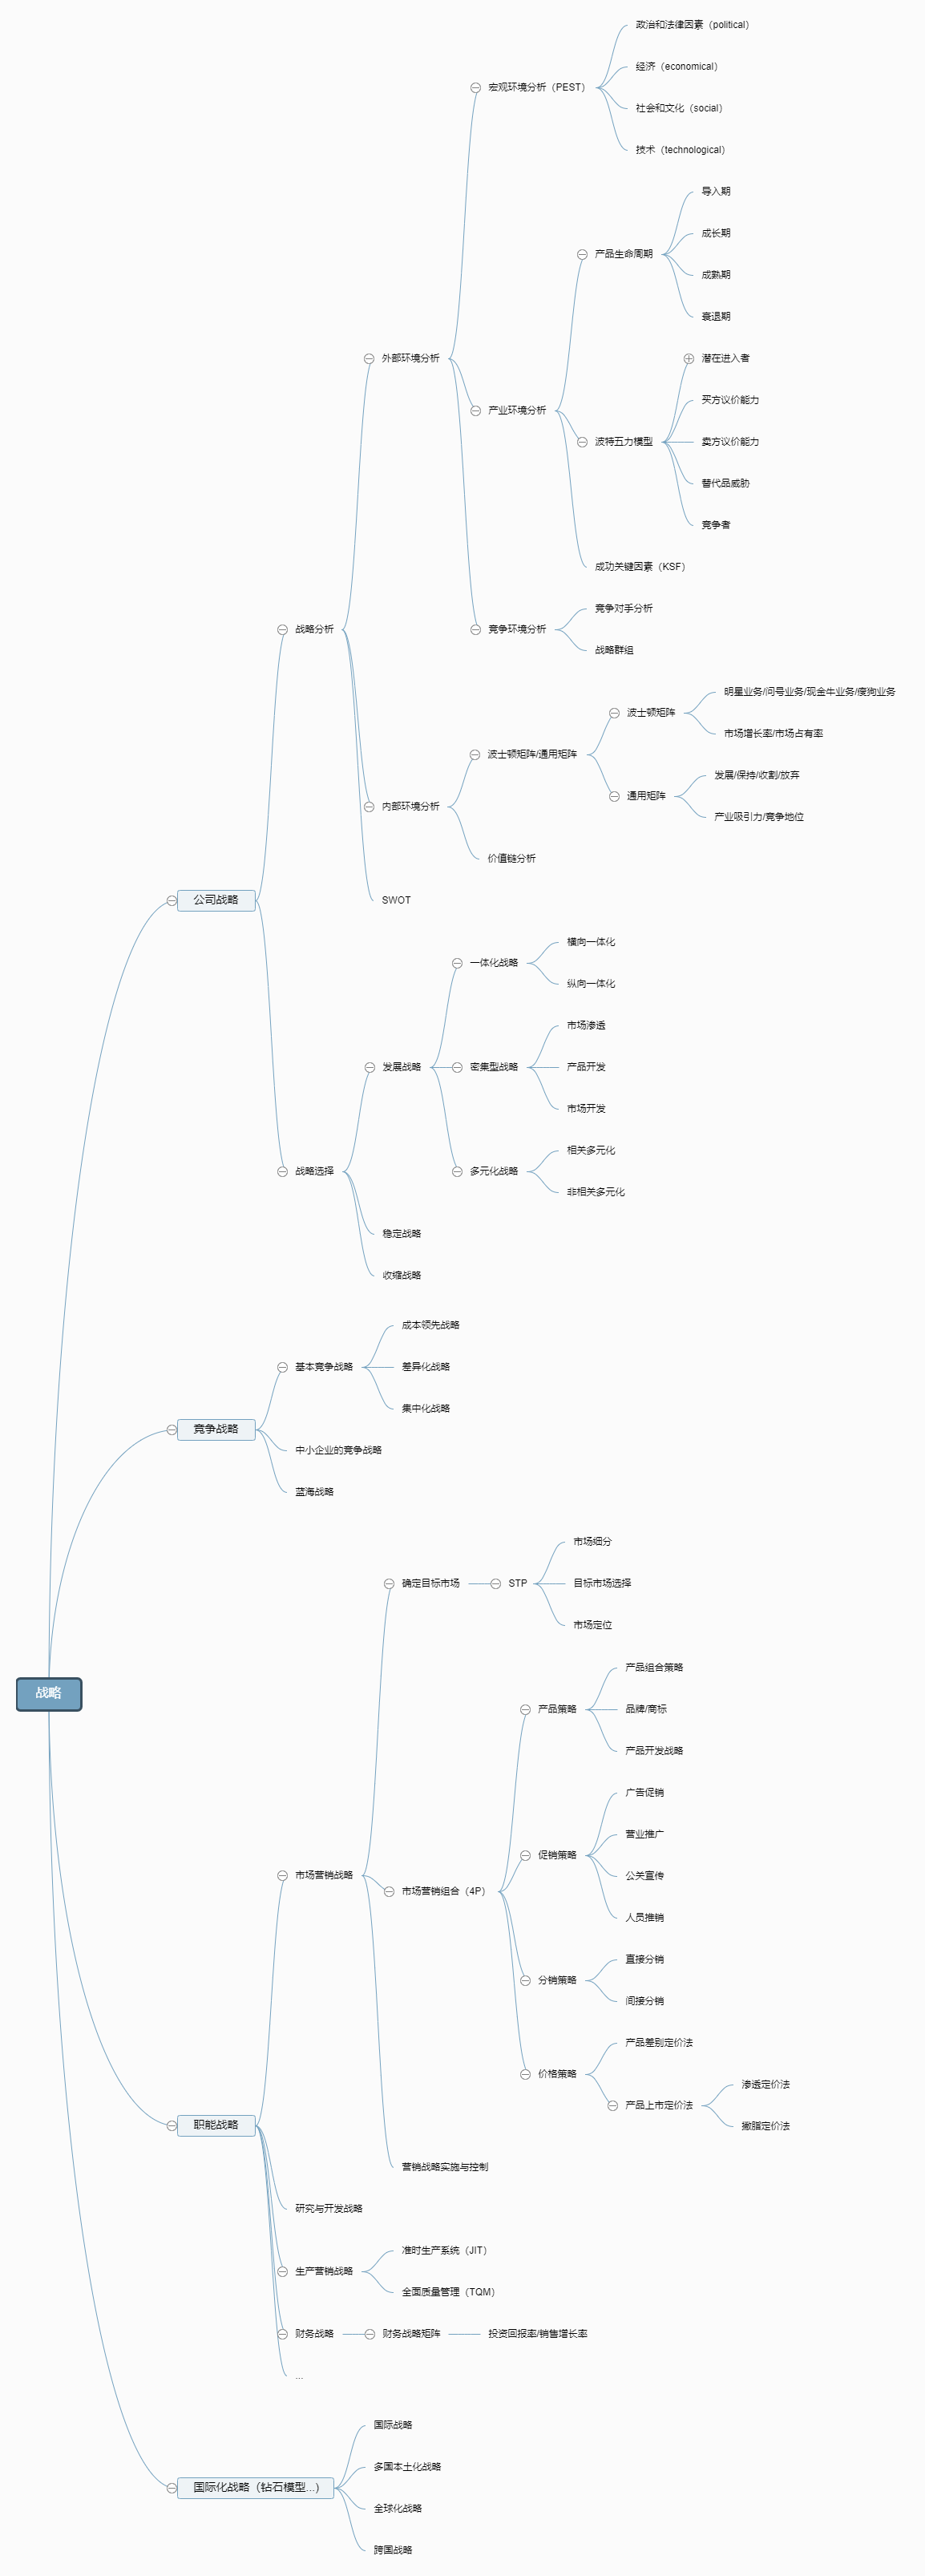 战略
公司战略
战略分析
外部环境分析
宏观环境分析（PEST）
政治和法律因素（political）
经济（economical）
社会和文化（social）
技术（technological）
产业环境分析
产品生命周期
导入期
成长期
成熟期
衰退期
波特五力模型
潜在进入者
买方议价能力
卖方议价能力
替代品威胁
竞争者
成功关键因素（KSF）
竞争环境分析
竞争对手分析
战略群组
内部环境分析
波士顿矩阵/通用矩阵
波士顿矩阵
明星业务/问号业务/现金牛业务/瘦狗业务
市场增长率/市场占有率
通用矩阵
发展/保持/收割/放弃
产业吸引力/竞争地位
价值链分析
SWOT
战略选择
发展战略
一体化战略
横向一体化
纵向一体化
密集型战略
市场渗透
产品开发
市场开发
多元化战略
相关多元化
非相关多元化
稳定战略
收缩战略
竞争战略
基本竞争战略
成本领先战略
差异化战略
集中化战略
中小企业的竞争战略
蓝海战略
职能战略
市场营销战略
确定目标市场
STP
市场细分
目标市场选择
市场定位
市场营销组合（4P）
产品策略
产品组合策略
品牌/商标
产品开发战略
促销策略
广告促销
营业推广
公关宣传
人员推销
分销策略
直接分销
间接分销
价格策略
产品差别定价法
产品上市定价法
渗透定价法
撇脂定价法
营销战略实施与控制
研究与开发战略
生产营销战略
准时生产系统（JIT）
全面质量管理（TQM）
财务战略
财务战略矩阵
投资回报率/销售增长率
...
国际化战略（钻石模型...）
国际战略
多国本土化战略
全球化战略
跨国战略